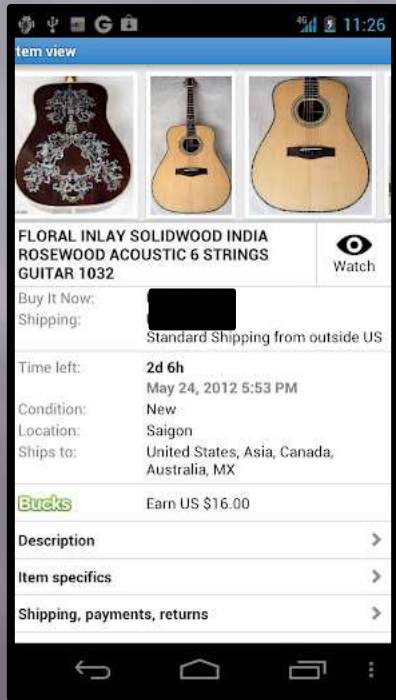 4G 11:26
tem view
FLORAL INLAY SOLIDWOOD INDIA
ROSEWOOD ACOUSTIC 6 STRINGS
GUITAR 1032
Watch
Buy It Now:
Shipping:
Standard Shipping from outside US
Time left: 2d 6h
May 24, 2012 5:53 PM
Condition: New
Location: Saigon
Ships to: United States, Asia, Canada,
Australia, MX
Bucks Earn US $16.00
Description
Item specifics
Shipping, payments, returns